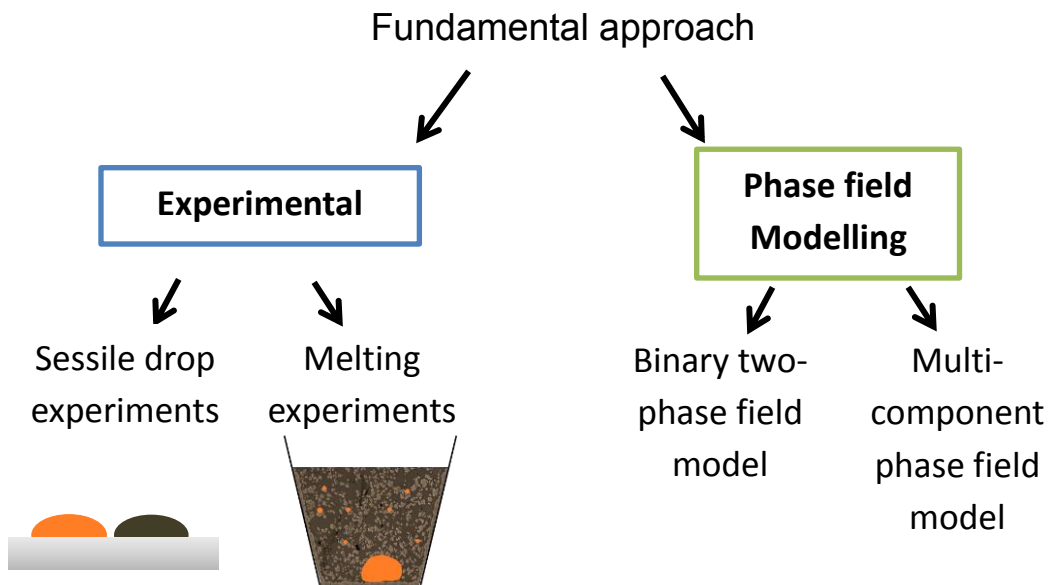 Fundamental approach
Experimental
Sessile drop
experiments
Melting
experiments
Phase field
Modelling
Binary two-
phase field
model
Multi-
component
phase field
model